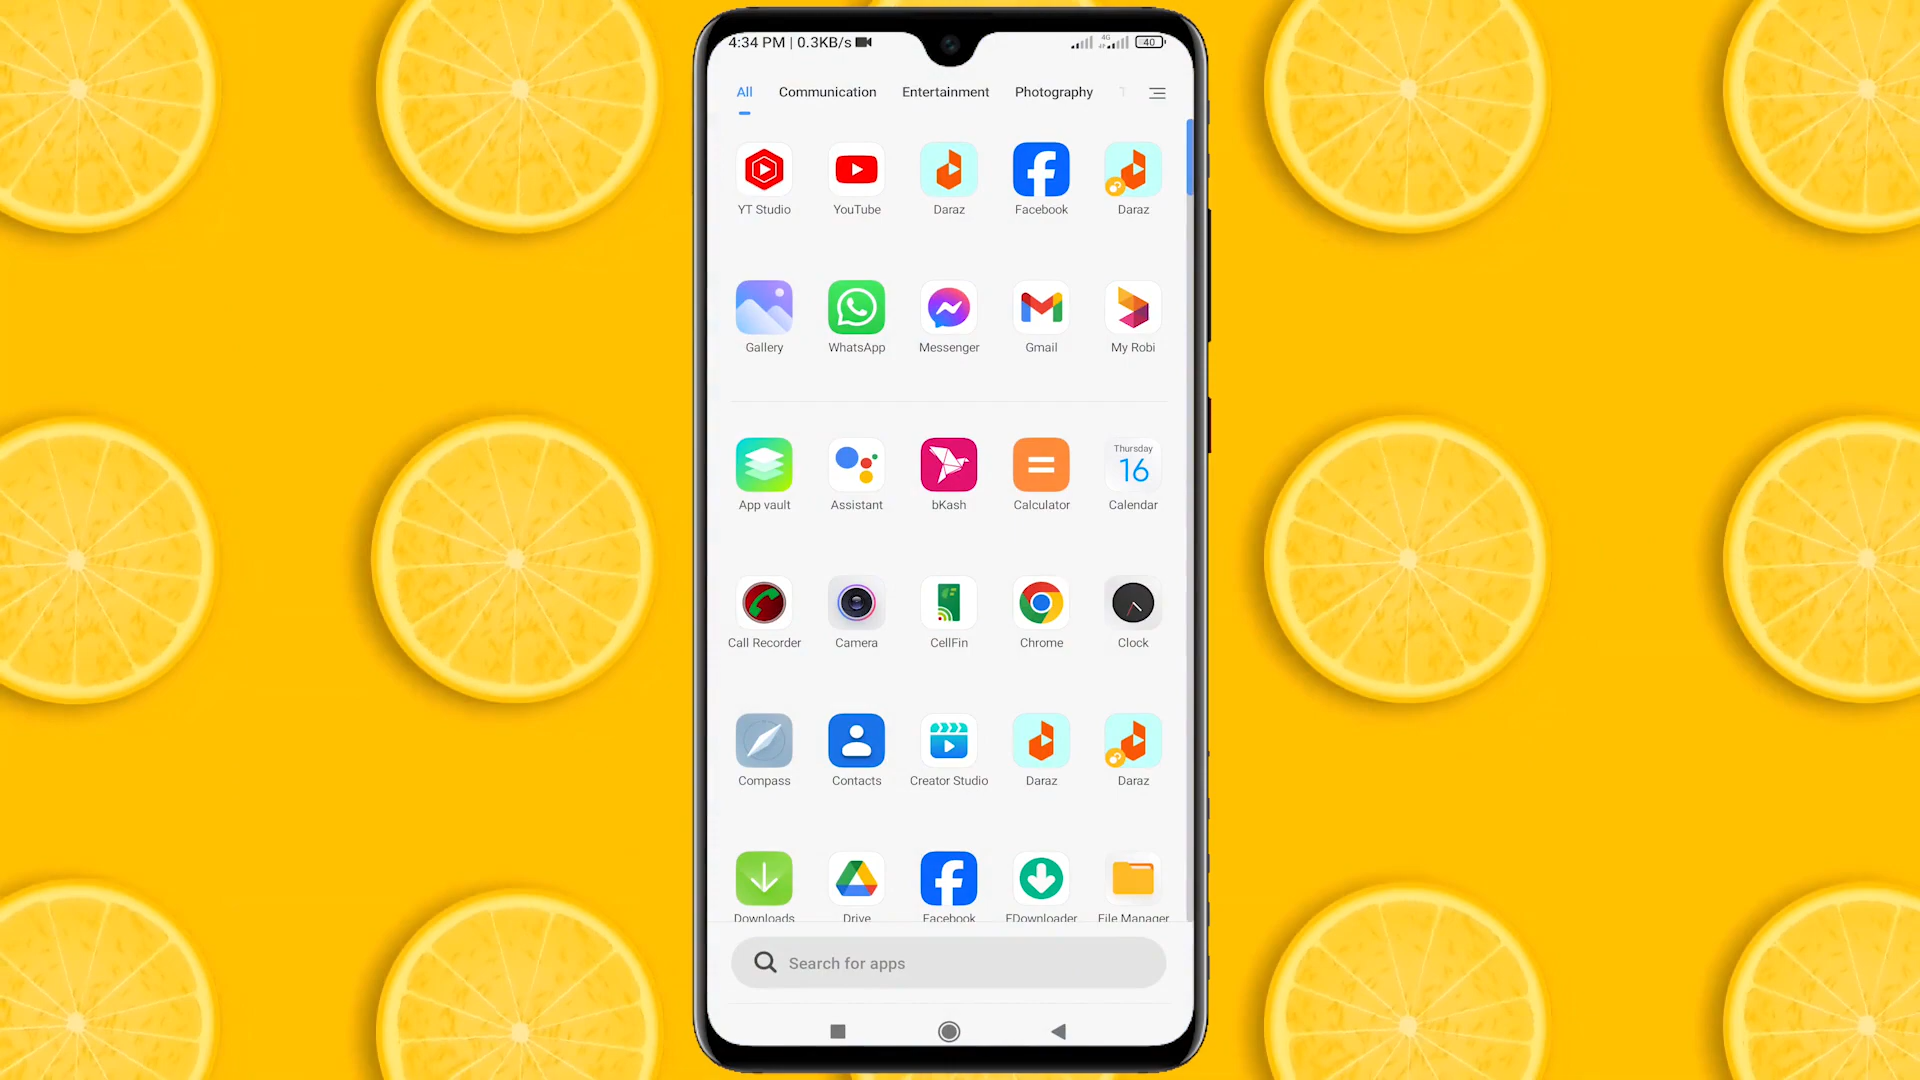 4:34 PM | 0.3KB/s
4G
40
All Communication Entertainment Photography
YT Studio YouTube Daraz Facebook Daraz
Gallery WhatsApp Messenger Gmail My Robi
Thursday
16
App vault Assistant bKash Calculator Calendar
Call Recorder Camera CellFin Chrome Clock
Compass Contacts Creator Studio Daraz Daraz
Downloads Drive Facebook FDownloader File Manager
Search for apps